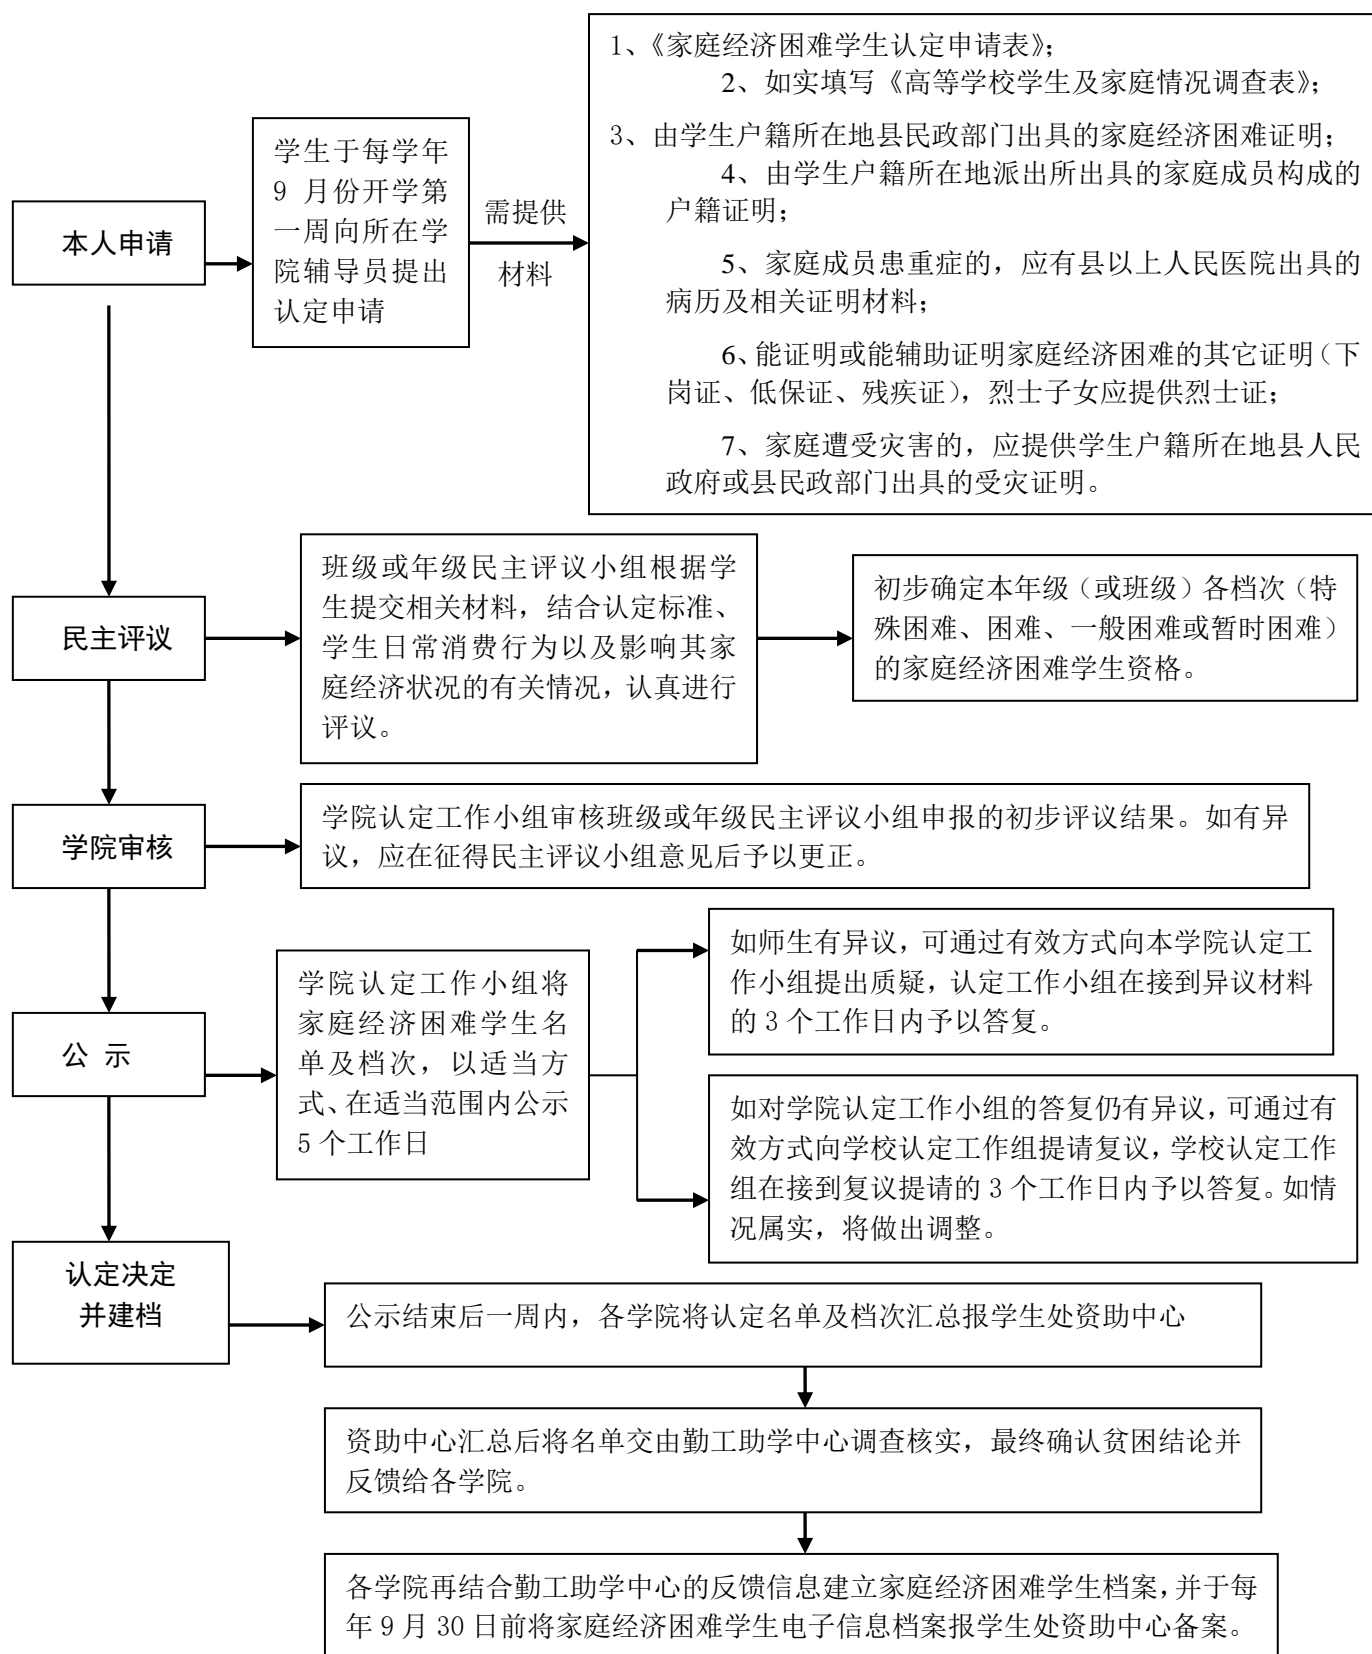 1、《家庭经济困难学生认定申请表》；
2、如实填写《高等学校学生及家庭情况调查表》；
3、由学生户籍所在地县民政部门出具的家庭经济困难证明；
4、由学生户籍所在地派出所出具的家庭成员构成的
户籍证明；
5、家庭成员患重症的，应有县以上人民医院出具的
病历及相关证明材料；
6、能证明或能辅助证明家庭经济困难的其它证明（下
岗证、低保证、残疾证），烈士子女应提供烈士证；
7、家庭遭受灾害的，应提供学生户籍所在地县人民
政府或县民政部门出具的受灾证明。
学生于每学年
9 月份开学第
一周向所在学
院辅导员提出
认定申请
需提供
材料
本人申请
民主评议
班级或年级民主评议小组根据学
生提交相关材料，结合认定标准、
学生日常消费行为以及影响其家
庭经济状况的有关情况，认真进行
评议。
初步确定本年级（或班级）各档次（特
殊困难、困难、一般困难或暂时困难）
的家庭经济困难学生资格。
学院审核
学院认定工作小组审核班级或年级民主评议小组申报的初步评议结果。如有异
议，应在征得民主评议小组意见后予以更正。
公 示
学院认定工作小组将
家庭经济困难学生名
单及档次，以适当方
式、在适当范围内公示
5 个工作日
如师生有异议，可通过有效方式向本学院认定工
作小组提出质疑，认定工作小组在接到异议材料
的 3 个工作日内予以答复。
如对学院认定工作小组的答复仍有异议，可通过有
效方式向学校认定工作组提请复议，学校认定工作
组在接到复议提请的 3 个工作日内予以答复。如情
况属实，将做出调整。
认定决定
并建档
公示结束后一周内，各学院将认定名单及档次汇总报学生处资助中心
资助中心汇总后将名单交由勤工助学中心调查核实，最终确认贫困结论并
反馈给各学院。
各学院再结合勤工助学中心的反馈信息建立家庭经济困难学生档案，并于每
年 9 月 30 日前将家庭经济困难学生电子信息档案报学生处资助中心备案。